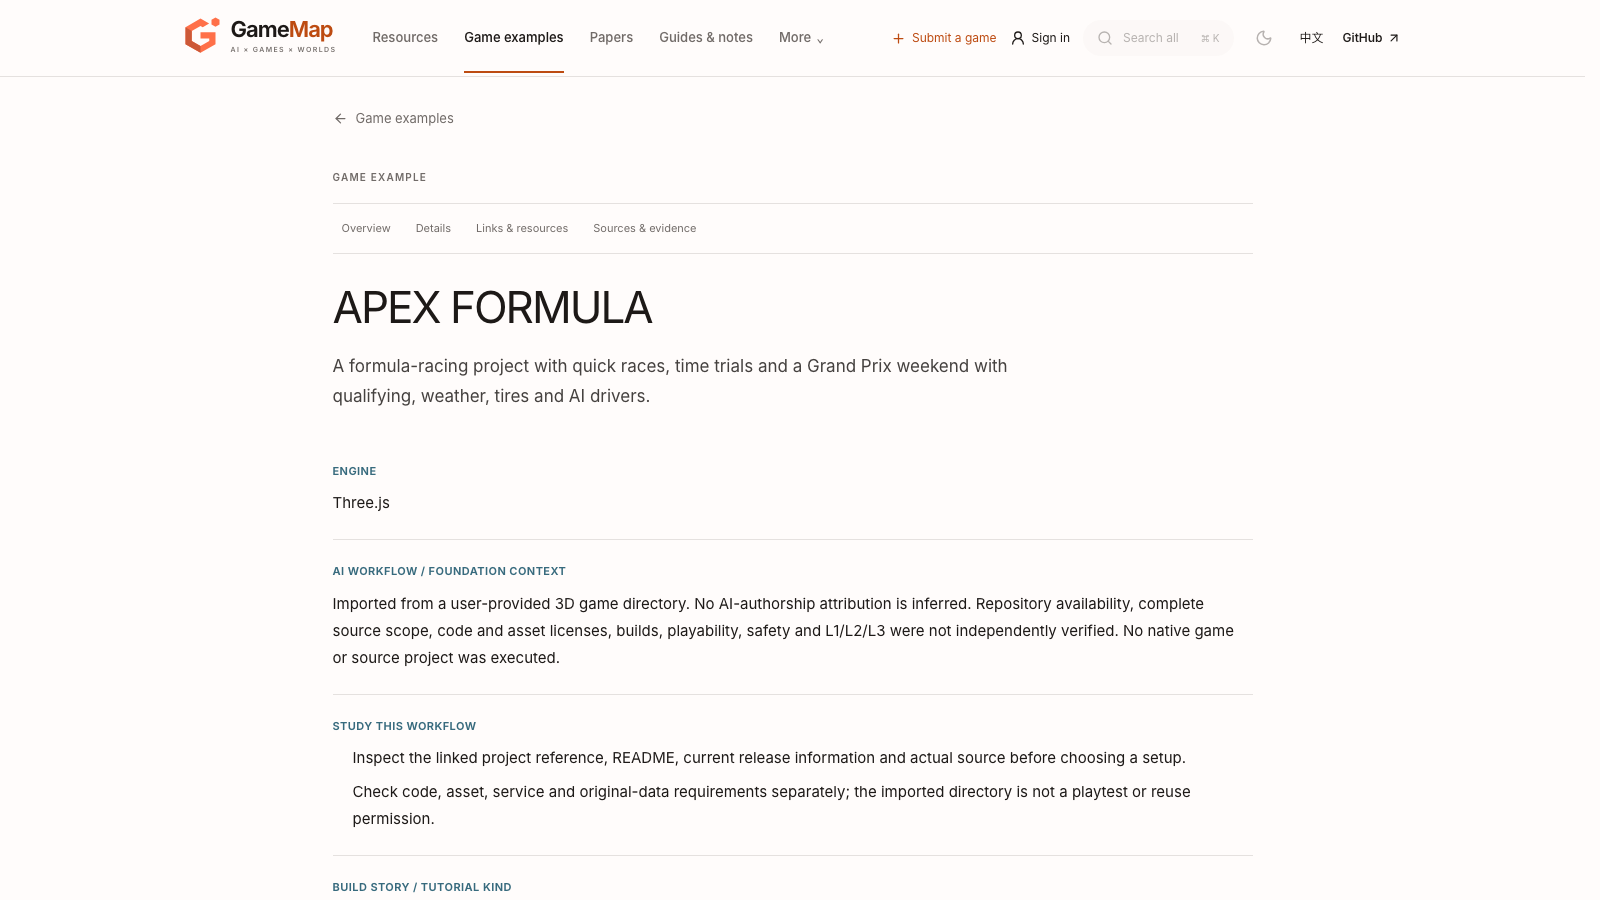 GameMap
AI × GAMES × WORLDS
Resources
Game examples
Papers
Guides & notes
More
Submit a game
Sign in
Search all
⌘ K
中文
GitHub ↗
← Game examples
GAME EXAMPLE
Overview
Details
Links & resources
Sources & evidence
APEX FORMULA
A formula-racing project with quick races, time trials and a Grand Prix weekend with
qualifying, weather, tires and AI drivers.
ENGINE
Three.js
AI WORKFLOW / FOUNDATION CONTEXT
Imported from a user-provided 3D game directory. No AI-authorship attribution is inferred. Repository availability, complete
source scope, code and asset licenses, builds, playability, safety and L1/L2/L3 were not independently verified. No native game
or source project was executed.
STUDY THIS WORKFLOW
Inspect the linked project reference, README, current release information and actual source before choosing a setup.
Check code, asset, service and original-data requirements separately; the imported directory is not a playtest or reuse
permission.
BUILD STORY / TUTORIAL KIND